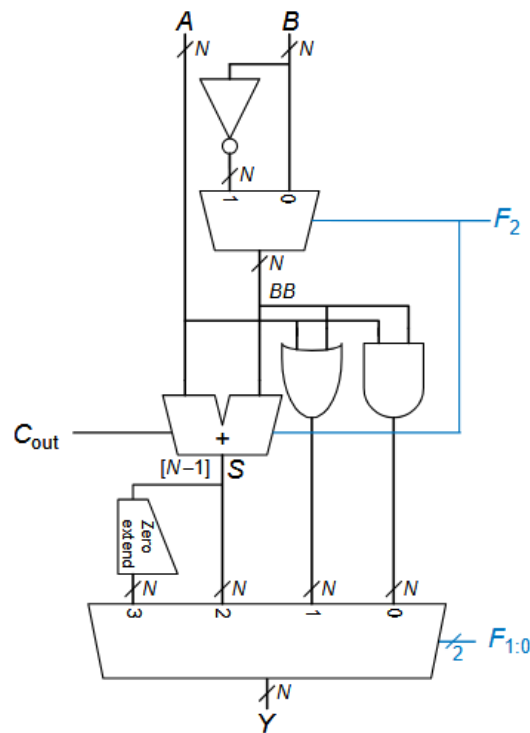 A B
N N
N
1 0
F2
N
BB
Cout
+
[N−1] S
Zero extend
N N N N
3 2 1 0
2 F1:0
N
Y